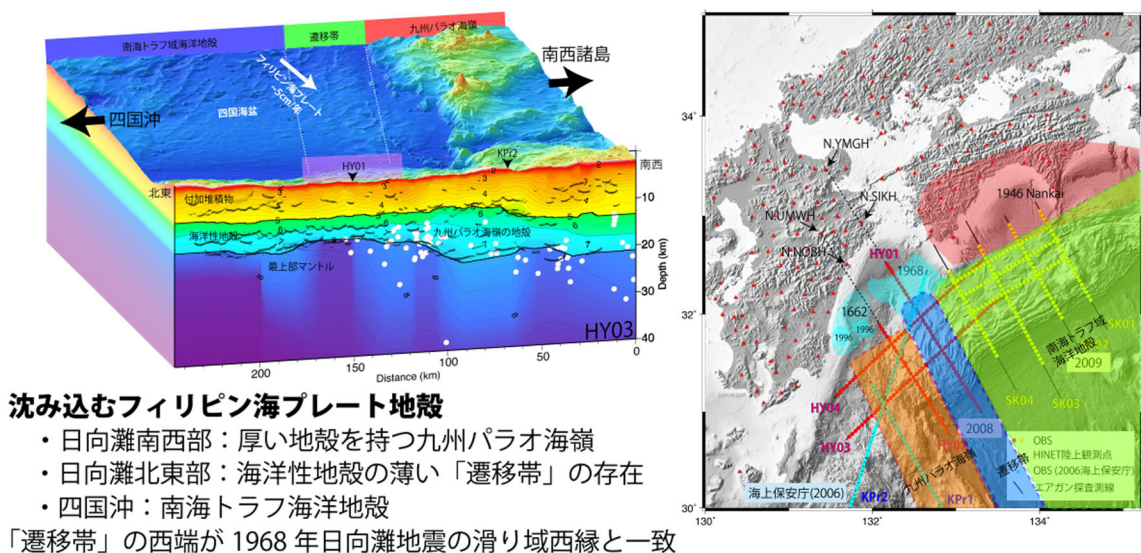 南海トラフ域海洋地殻
遷移帯
九州パラオ海嶺
南西諸島
フィリピン海プレート
~5cm/年
四国海盆
四国沖
HY01
KPr2
南西
北東
付加堆積物
海洋性地殻
九州パラオ海嶺の地殻
最上部マントル
HY03
0
10
20
30
40
Depth (km)
200
150
100
50
0
Distance (km)
沈み込むフィリピン海プレート地殻
・日向灘南西部：厚い地殻を持つ九州パラオ海嶺
・日向灘北東部：海洋性地殻の薄い「遷移帯」の存在
・四国沖：南海トラフ海洋地殻
「遷移帯」の西端が 1968 年日向灘地震の滑り域西縁と一致
34˚
33˚
32˚
31˚
30˚
130˚
132˚
134˚
N.YMGH
N.SIKH
N.UMWH
N.NOBH
1946 Nankai
HY01
1968
1662
1996
1996
南海トラフ域
海洋地殻
2009
SK01
SK03
SK04
HY04
HY03
2008
九州パラオ海嶺
遷移帯
海上保安庁(2006)
KPr2
KPr1
OBS
HINET陸上観測点
OBS (2006海上保安庁)
エアガン探査測線